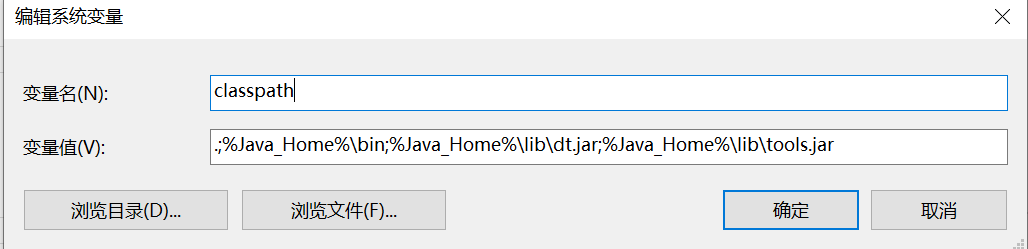 编辑系统变量
变量名(N):
classpath
变量值(V):
.;%Java_Home%\bin;%Java_Home%\lib\dt.jar;%Java_Home%\lib\tools.jar
浏览目录(D)...
浏览文件(F)...
确定
取消